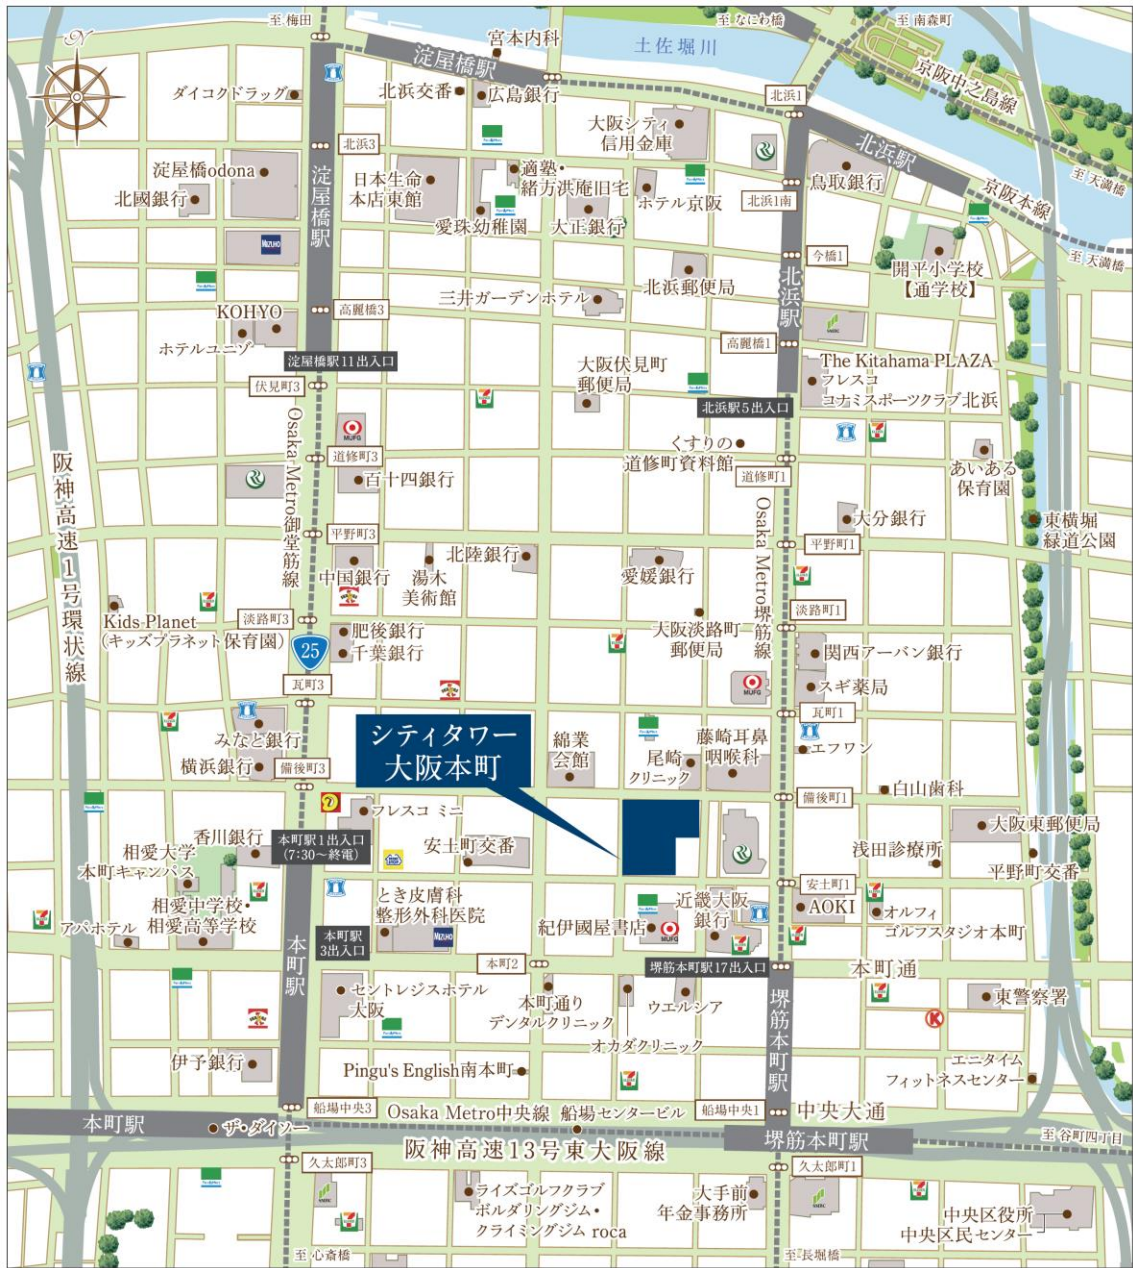 至 梅田
至 なにわ橋
至 南森町
N
宮本内科
土佐堀川
淀屋橋駅
京阪中之島線
ダイコクドラッグ
北浜交番
広島銀行
北浜1
大阪シティ
信用金庫
北浜3
北浜駅
淀屋橋odona
北國銀行
淀屋橋駅
日本生命
本店東館
適塾・
緒方洪庵旧宅
愛珠幼稚園
大正銀行
ホテル京阪
北浜1南
鳥取銀行
京阪本線
至 天満橋
至 天満橋
MIZUHO
今橋1
開平小学校
【通学校】
北浜郵便局
三井ガーデンホテル
北浜駅
KOHYO
ホテルユニゾ
高麗橋3
高麗橋1
淀屋橋駅11出入口
大阪伏見町
郵便局
The Kitahama PLAZA
フレスコ
コナミスポーツクラブ北浜
伏見町3
北浜駅5出入口
Osaka Metro御堂筋線
MUFG
くすりの
道修町資料館
道修町3
道修町1
あいある
保育園
阪神高速1号環状線
百十四銀行
Osaka Metro堺筋線
大分銀行
東横堀
緑道公園
平野町3
平野町1
中国銀行
湯木
美術館
北陸銀行
愛媛銀行
Kids Planet
(キッズプラネット保育園)
淡路町3
淡路町1
大阪淡路町
郵便局
肥後銀行
千葉銀行
25
関西アーバン銀行
スギ薬局
MUFG
瓦町3
瓦町1
シティタワー
大阪本町
みなと銀行
横浜銀行
備後町3
綿業
会館
尾崎
クリニック
藤崎耳鼻
咽喉科
エフワン
白山歯科
備後町1
フレスコ ミニ
大阪東郵便局
本町駅1出入口
(7:30〜終電)
香川銀行
相愛大学
本町キャンパス
安土町交番
浅田診療所
平野町交番
安土町1
相愛中学校・
相愛高等学校
アパホテル
とき皮膚科
整形外科医院
MIZUHO
本町駅
3出入口
紀伊國屋書店
MUFG
近畿大阪
銀行
AOKI
オルフィ
ゴルフスタジオ本町
本町駅
本町2
堺筋本町駅17出入口
本町通
セントレジスホテル
大阪
本町通り
デンタルクリニック
ウエルシア
オカダクリニック
堺筋本町駅
東警察署
K
伊予銀行
Pingu's English南本町
エニタイム
フィットネスセンター
船場中央3
Osaka Metro中央線 船場センタービル
船場中央1
中央大通
本町駅
ザ・ダイソー
堺筋本町駅
至 谷町四丁目
阪神高速13号東大阪線
久太郎町3
久太郎町1
ライズゴルフクラブ
ボルダリングジム・
クライミングジム roca
大手前
年金事務所
中央区役所
中央区民センター
至 心斎橋
至 長堀橋